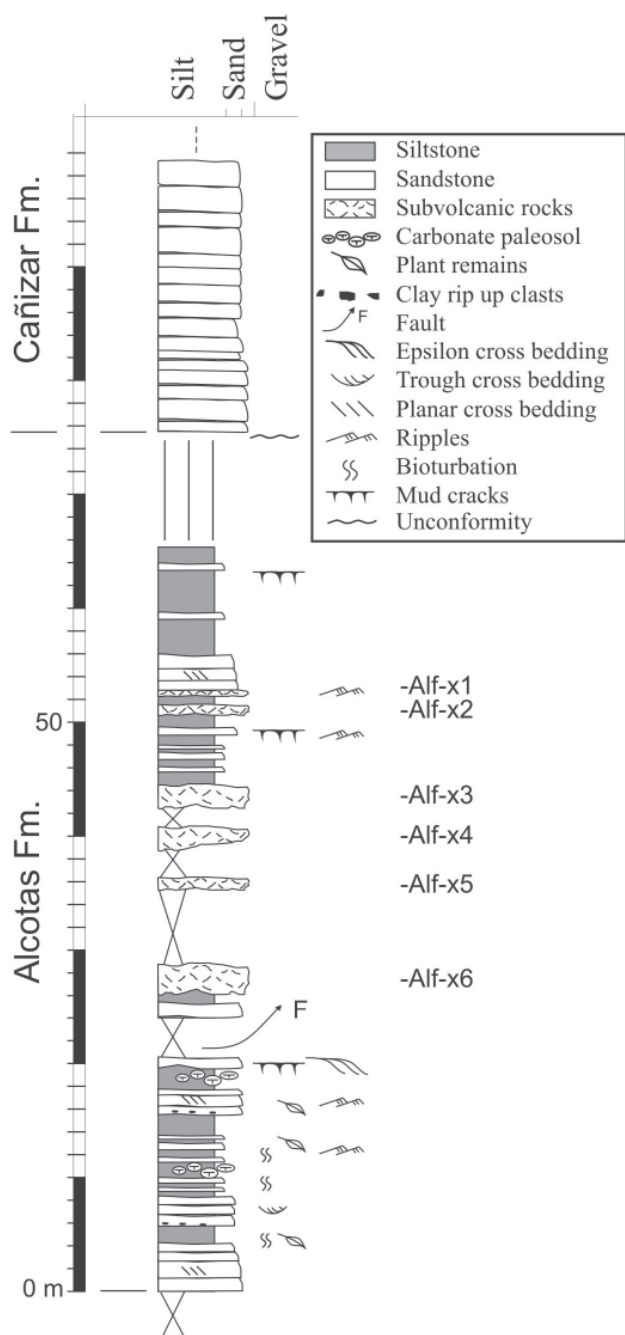 Silt
Sand
Gravel
Siltstone
Sandstone
Subvolcanic rocks
Carbonate paleosol
Plant remains
Clay rip up clasts
F
Fault
Epsilon cross bedding
Trough cross bedding
Planar cross bedding
Ripples
Bioturbation
Mud cracks
Unconformity
Cañizar Fm.
-Alf-x1
-Alf-x2
50
-Alf-x3
-Alf-x4
-Alf-x5
-Alf-x6
Alcotas Fm.
F
0 m